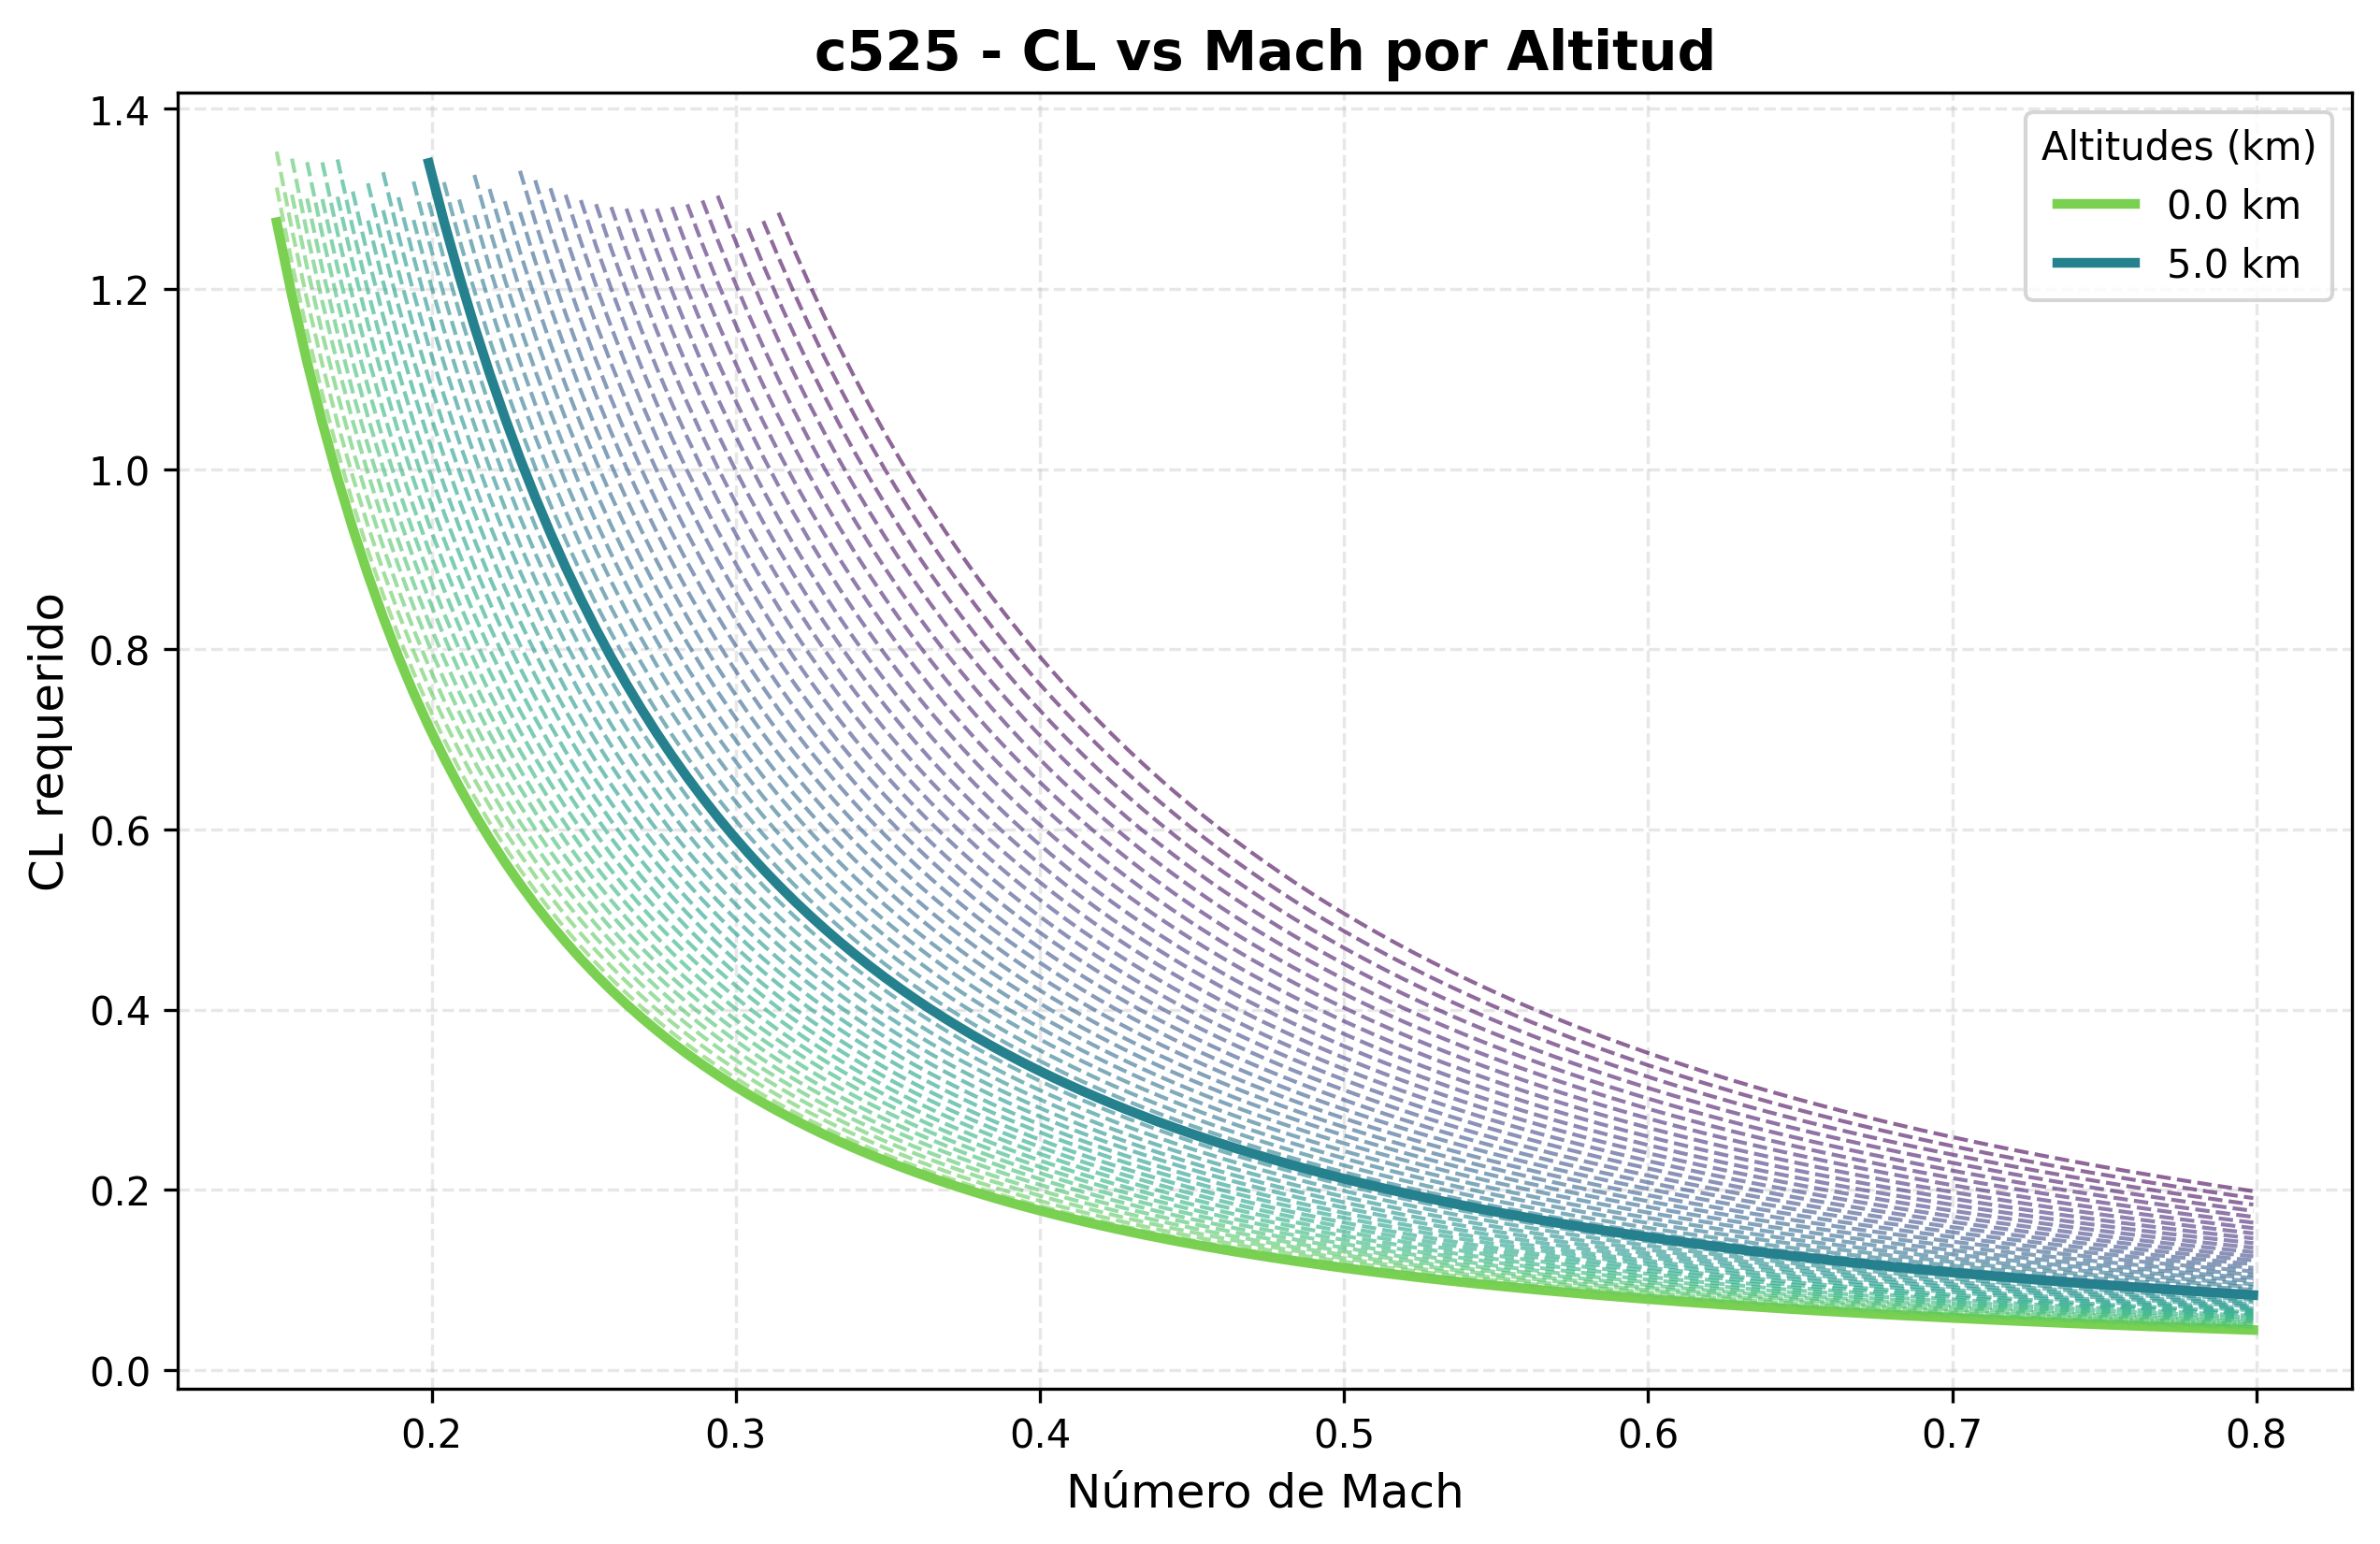 c525 - CL vs Mach por Altitud
Altitudes (km)
0.0 km
5.0 km
CL requerido
1.4
1.2
1.0
0.8
0.6
0.4
0.2
0.0
0.2 0.3 0.4 0.5 0.6 0.7 0.8
Número de Mach